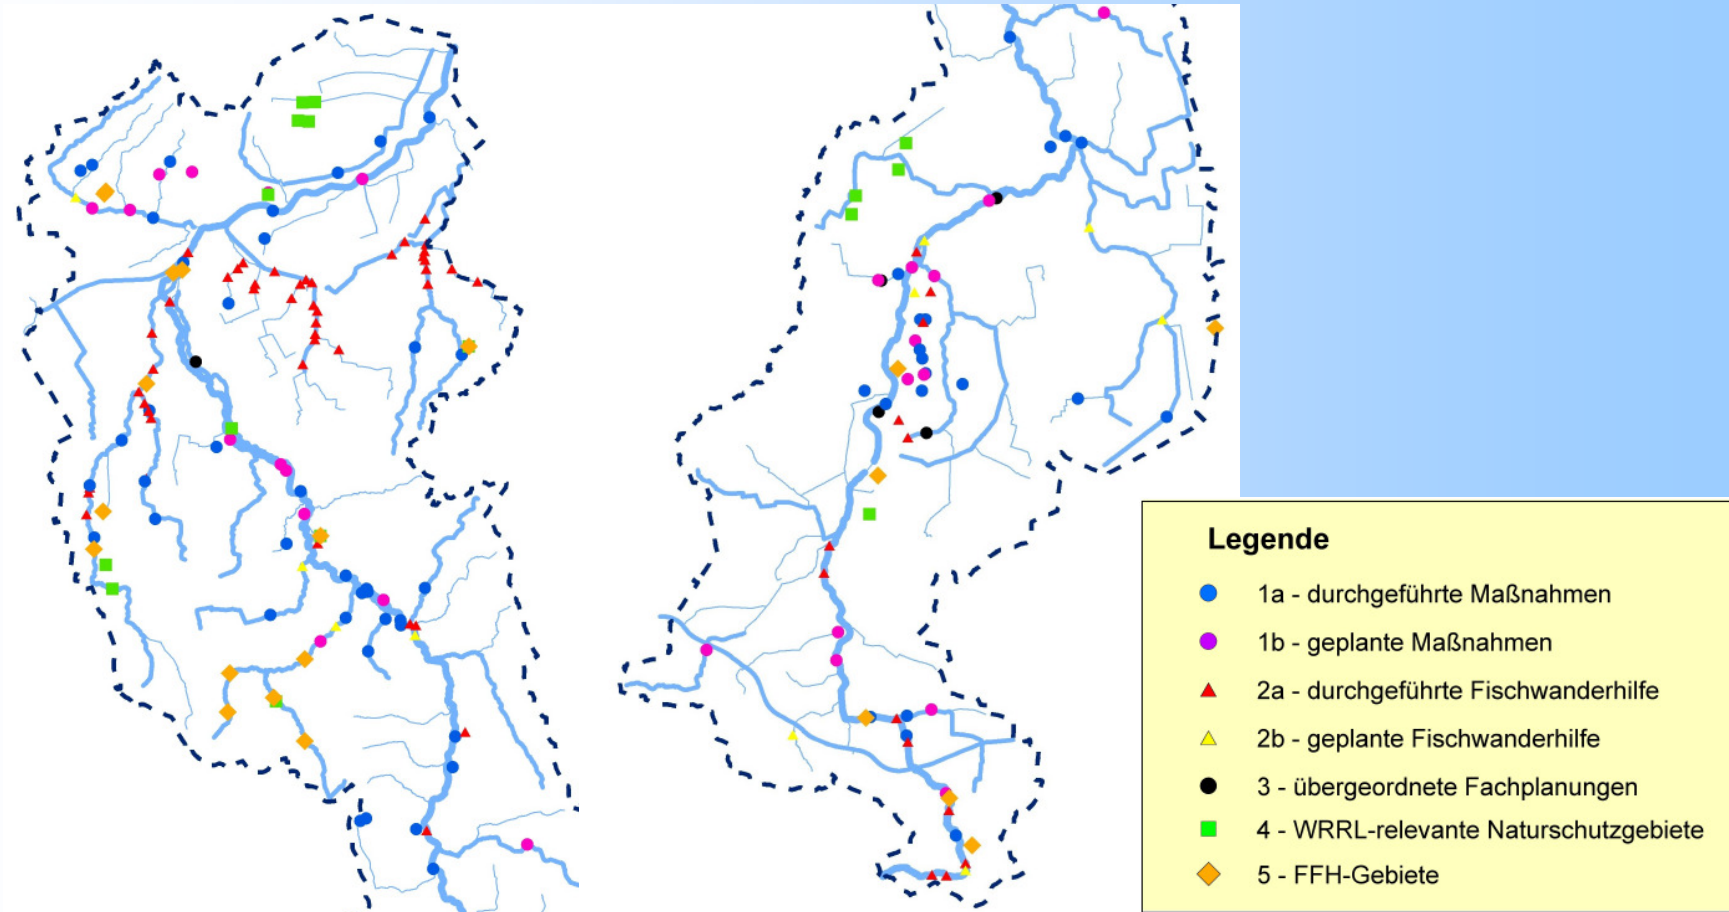 Legende
1a - durchgeführte Maßnahmen
1b - geplante Maßnahmen
2a - durchgeführte Fischwanderhilfe
2b - geplante Fischwanderhilfe
3 - übergeordnete Fachplanungen
4 - WRRL-relevante Naturschutzgebiete
5 - FFH-Gebiete